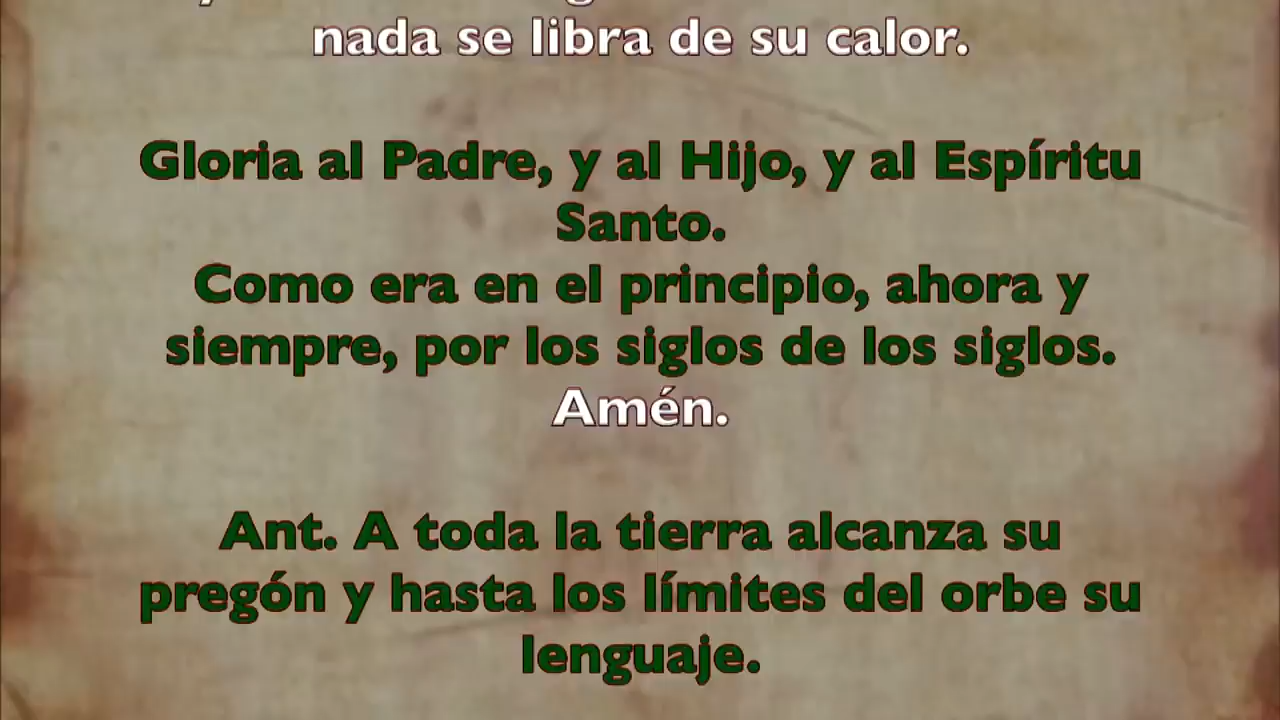 nada se libra de su calor.
Gloria al Padre, y al Hijo, y al Espíritu
Santo.
Como era en el principio, ahora y
siempre, por los siglos de los siglos.
Amén.
Ant. A toda la tierra alcanza su
pregón y hasta los límites del orbe su
lenguaje.